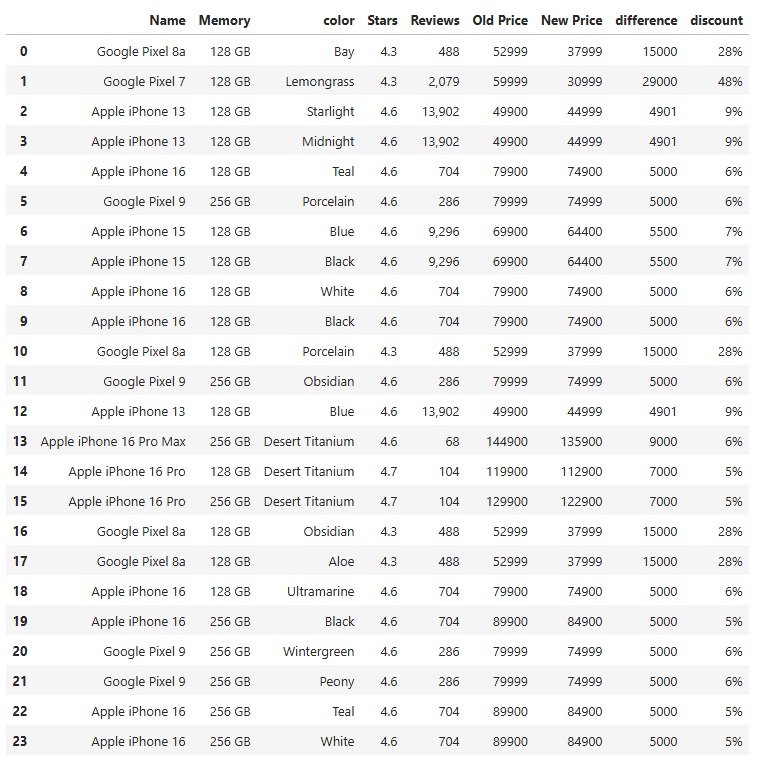 Name Memory color Stars Reviews Old Price New Price difference discount
0 Google Pixel 8a 128 GB Bay 4.3 488 52999 37999 15000 28%
1 Google Pixel 7 128 GB Lemongrass 4.3 2,079 59999 30999 29000 48%
2 Apple iPhone 13 128 GB Starlight 4.6 13,902 49900 44999 4901 9%
3 Apple iPhone 13 128 GB Midnight 4.6 13,902 49900 44999 4901 9%
4 Apple iPhone 16 128 GB Teal 4.6 704 79900 74900 5000 6%
5 Google Pixel 9 256 GB Porcelain 4.6 286 79999 74999 5000 6%
6 Apple iPhone 15 128 GB Blue 4.6 9,296 69900 64400 5500 7%
7 Apple iPhone 15 128 GB Black 4.6 9,296 69900 64400 5500 7%
8 Apple iPhone 16 128 GB White 4.6 704 79900 74900 5000 6%
9 Apple iPhone 16 128 GB Black 4.6 704 79900 74900 5000 6%
10 Google Pixel 8a 128 GB Porcelain 4.3 488 52999 37999 15000 28%
11 Google Pixel 9 256 GB Obsidian 4.6 286 79999 74999 5000 6%
12 Apple iPhone 13 128 GB Blue 4.6 13,902 49900 44999 4901 9%
13 Apple iPhone 16 Pro Max 256 GB Desert Titanium 4.6 68 144900 135900 9000 6%
14 Apple iPhone 16 Pro 128 GB Desert Titanium 4.7 104 119900 112900 7000 5%
15 Apple iPhone 16 Pro 256 GB Desert Titanium 4.7 104 129900 122900 7000 5%
16 Google Pixel 8a 128 GB Obsidian 4.3 488 52999 37999 15000 28%
17 Google Pixel 8a 128 GB Aloe 4.3 488 52999 37999 15000 28%
18 Apple iPhone 16 128 GB Ultramarine 4.6 704 79900 74900 5000 6%
19 Apple iPhone 16 256 GB Black 4.6 704 89900 84900 5000 5%
20 Google Pixel 9 256 GB Wintergreen 4.6 286 79999 74999 5000 6%
21 Google Pixel 9 256 GB Peony 4.6 286 79999 74999 5000 6%
22 Apple iPhone 16 256 GB Teal 4.6 704 89900 84900 5000 5%
23 Apple iPhone 16 256 GB White 4.6 704 89900 84900 5000 5%